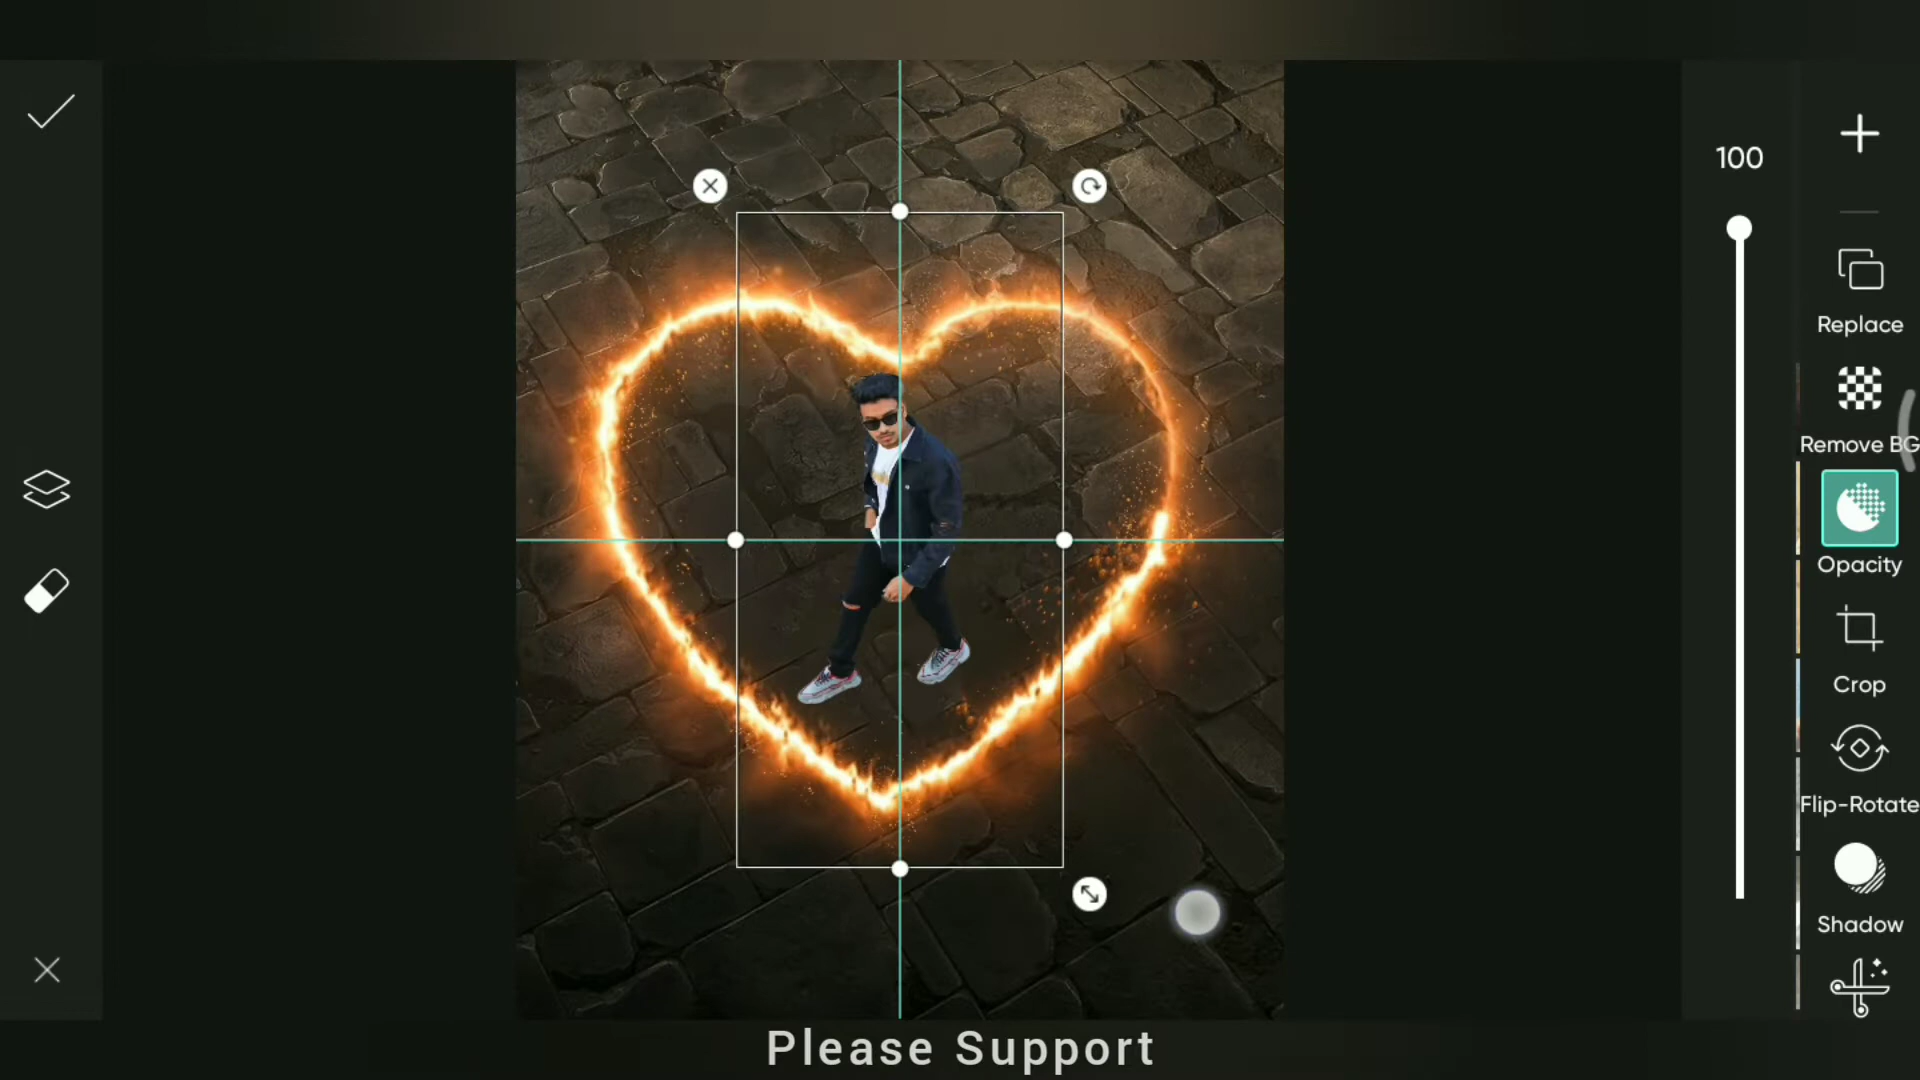 100
Replace
Remove BG
Opacity
Crop
Flip-Rotate
Shadow
Please Support